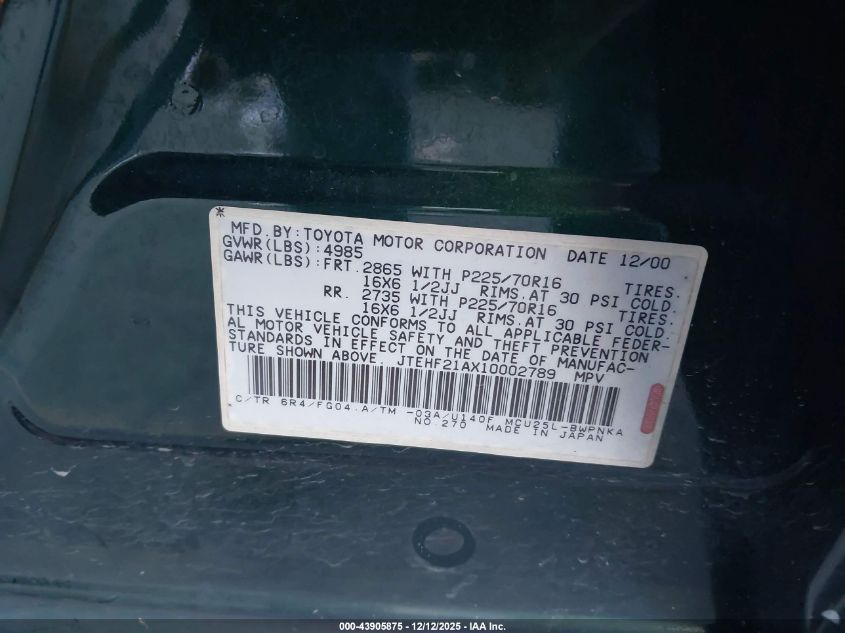 *
MFD.BY:TOYOTA MOTOR CORPORATION DATE 12/00
GVWR(LBS):4985
GAWR(LBS):FRT.2865 WITH P225/70R16 TIRES.
16X6 1/2JJ RIMS.AT 30 PSI COLD.
RR. 2735 WITH P225/70R16 TIRES.
16X6 1/2JJ RIMS.AT 30 PSI COLD.
THIS VEHICLE CONFORMS TO ALL APPLICABLE FEDER-
AL MOTOR VEHICLE SAFETY AND THEFT PREVENTION
STANDARDS IN EFFECT ON THE DATE OF MANUFAC-
TURE SHOWN ABOVE. JTEHF21AX10002789 MPV
C/TR 6R4/FG04.A/TM -03A/U140F MCU25L-BWPNKA
NO.270 MADE IN JAPAN
000-43905875 - 12/12/2025 - IAA Inc.